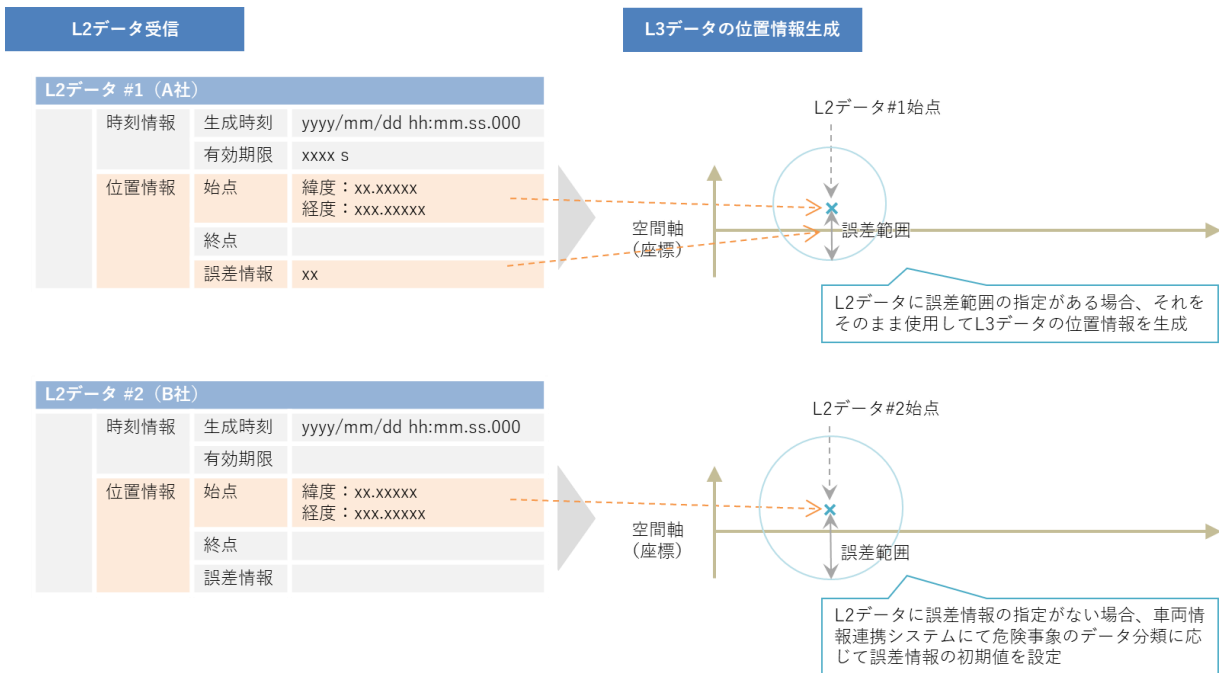 L2データ受信
L3データの位置情報生成
L2データ #1（A社）
時刻情報 生成時刻 yyyy/mm/dd hh:mm.ss.000
有効期限 xxxx s
位置情報 始点 緯度：xx.xxxxx
経度：xxx.xxxxx
終点
誤差情報 xx
L2データ#1始点
空間軸
（座標）
誤差範囲
L2データに誤差範囲の指定がある場合、それを
そのまま使用してL3データの位置情報を生成
L2データ #2（B社）
時刻情報 生成時刻 yyyy/mm/dd hh:mm.ss.000
有効期限
位置情報 始点 緯度：xx.xxxxx
経度：xxx.xxxxx
終点
誤差情報
L2データ#2始点
空間軸
（座標）
誤差範囲
L2データに誤差情報の指定がない場合、車両情
報連携システムにて危険事象のデータ分類に応
じて誤差情報の初期値を設定